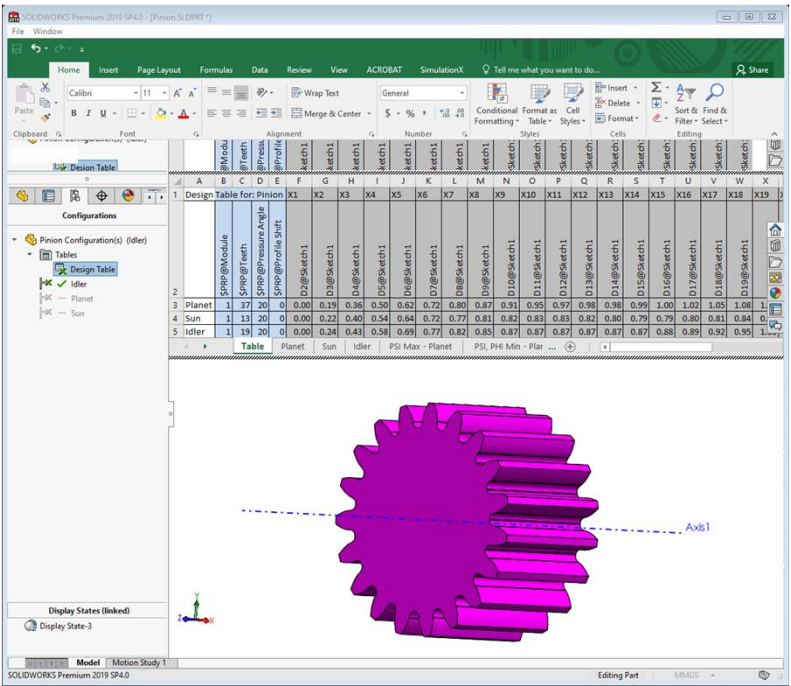 SOLIDWORKS Premium 2019 SP4.0 - [Pinion.SLDPRT *]
File Window
Home Insert Page Layout Formulas Data Review View ACROBAT SimulationX Tell me what you want to do... Share
Calibri 11 A A Wrap Text General Insert Σ
Paste B I U A Merge & Center $ % Conditional Formatting Format as Table Cell Styles Delete Format Sort & Filter Find & Select
Clipboard Font Alignment Number Styles Cells Editing
Design Table
A B C D E F G H I J K L M N O P Q R S T U V W X
1 Design Table for: Pinion X1 X2 X3 X4 X5 X6 X7 X8 X9 X10 X11 X12 X13 X14 X15 X16 X17 X18 X19
2 $PRP@Module $PRP@Teeth $PRP@Pressure Angle $PRP@Profile Shift D2@Sketch1 D3@Sketch1 D4@Sketch1 D5@Sketch1 D6@Sketch1 D7@Sketch1 D8@Sketch1 D9@Sketch1 D10@Sketch1 D11@Sketch1 D12@Sketch1 D13@Sketch1 D14@Sketch1 D15@Sketch1 D16@Sketch1 D17@Sketch1 D18@Sketch1 D19@Sketch1
3 Planet 1 37 20 0 0.00 0.19 0.36 0.50 0.62 0.72 0.80 0.87 0.91 0.95 0.97 0.98 0.98 0.99 1.00 1.02 1.05 1.08
4 Sun 1 13 20 0 0.00 0.22 0.40 0.54 0.64 0.72 0.77 0.81 0.82 0.83 0.83 0.82 0.80 0.79 0.79 0.80 0.81 0.84
5 Idler 1 19 20 0 0.00 0.24 0.43 0.58 0.69 0.77 0.82 0.85 0.87 0.87 0.87 0.87 0.87 0.87 0.88 0.89 0.92 0.95
Table Planet Sun Idler PSI Max - Planet PSI, PHI Min - Plar ...
Configurations
Pinion Configuration(s) (Idler)
Tables
Design Table
Idler
Planet
Sun
Axis1
Y
Z X
Display States (linked)
Display State-3
Model Motion Study 1
SOLIDWORKS Premium 2019 SP4.0 Editing Part MMGS